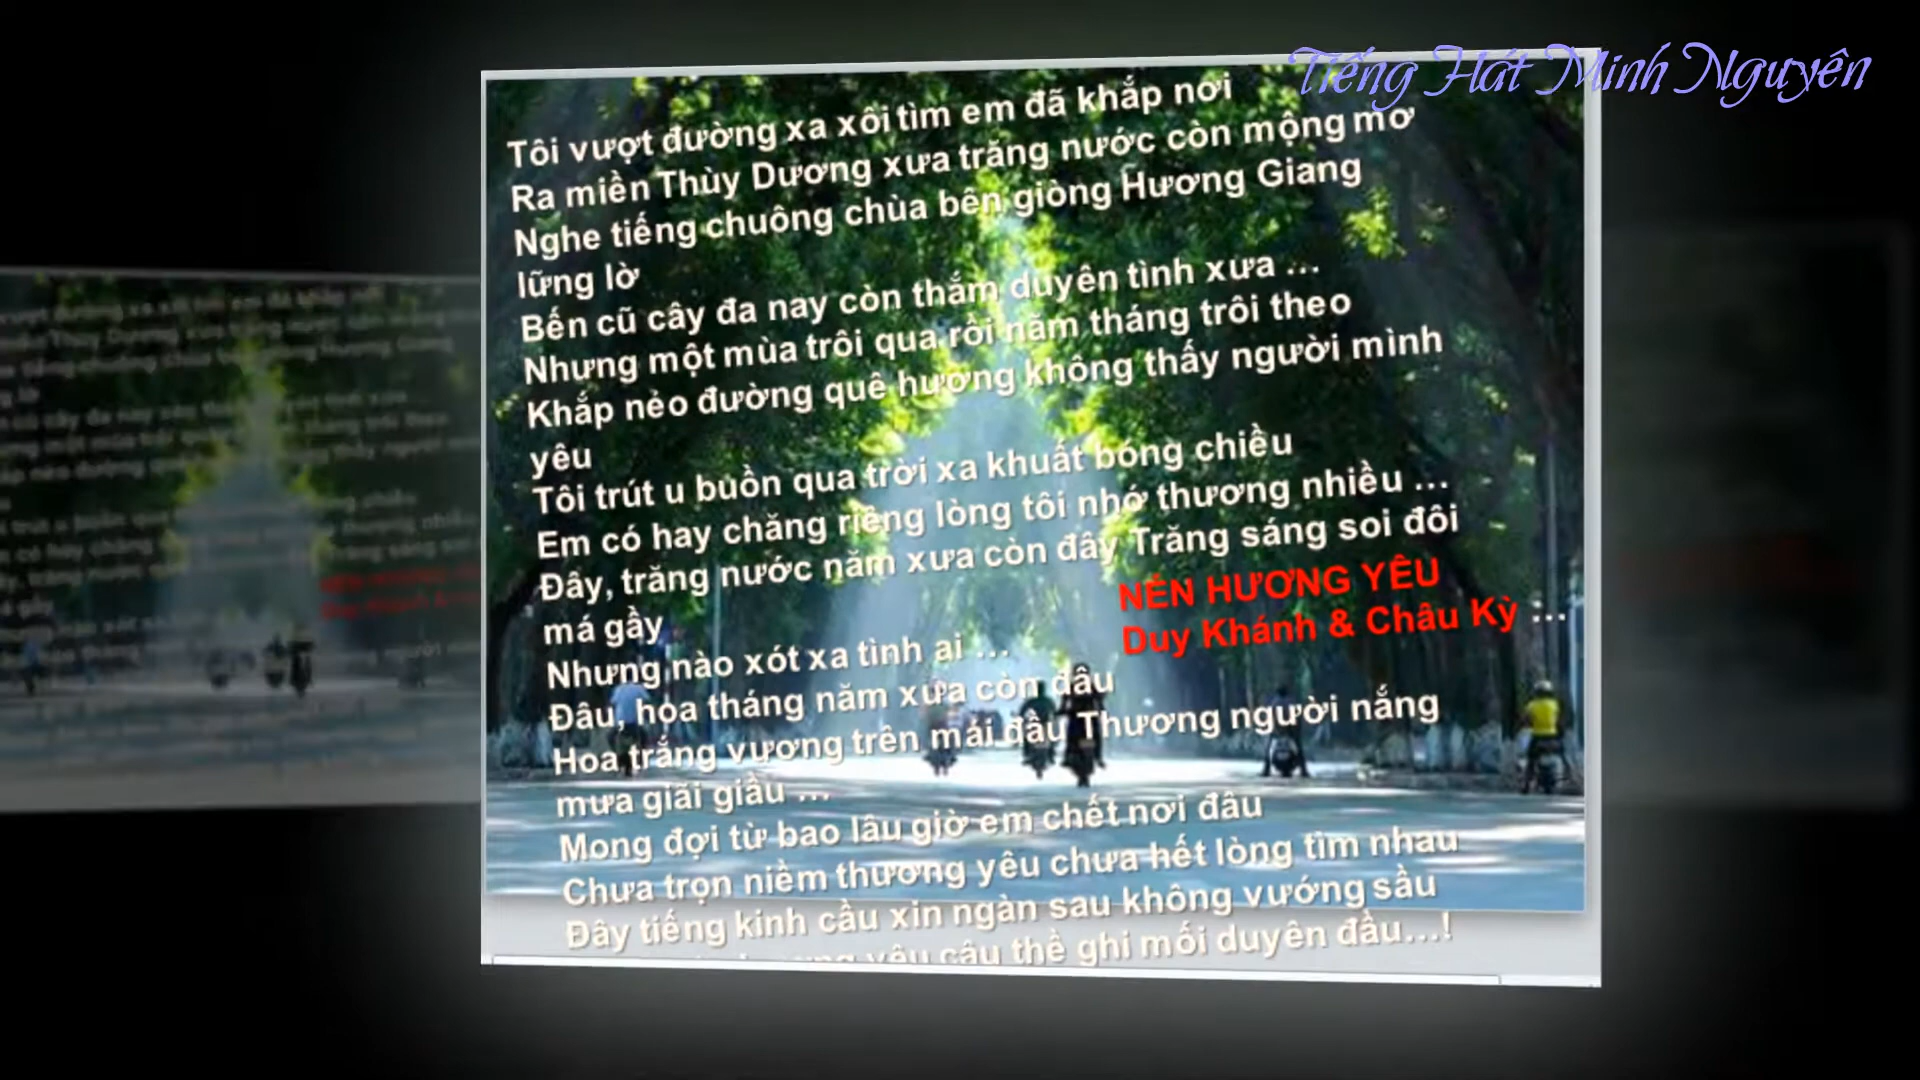 Tiếng Hát Minh Nguyên
Tôi vượt đường xa xôi tìm em đã khắp nơi
Ra miền Thùy Dương xưa trăng nước còn mộng mơ
Nghe tiếng chuông chùa bên giòng Hương Giang
lững lờ
Bến cũ cây đa nay còn thắm duyên tình xưa ...
Nhưng một mùa trôi qua rồi năm tháng trôi theo
Khắp nẻo đường quê hương không thấy người mình
yêu
Tôi trút u buồn qua trời xa khuất bóng chiều
Em có hay chăng riêng lòng tôi nhớ thương nhiều ...
Đây, trăng nước năm xưa còn đây Trăng sáng soi đôi
má gầy
Nhưng nào xót xa tình ai ...
NÉN HƯƠNG YÊU
Duy Khánh & Châu Kỳ ...
Đâu, hoa tháng năm xưa còn đâu
Hoa trắng vương trên mái đầu Thương người nắng
mưa giãi giầu ...
Mong đợi từ bao lâu giờ em chết nơi đâu
Chưa trọn niềm thương yêu chưa hết lòng tìm nhau
Đây tiếng kinh cầu xin ngàn sau không vướng sầu
yêu câu thề ghi mối duyên đầu...!